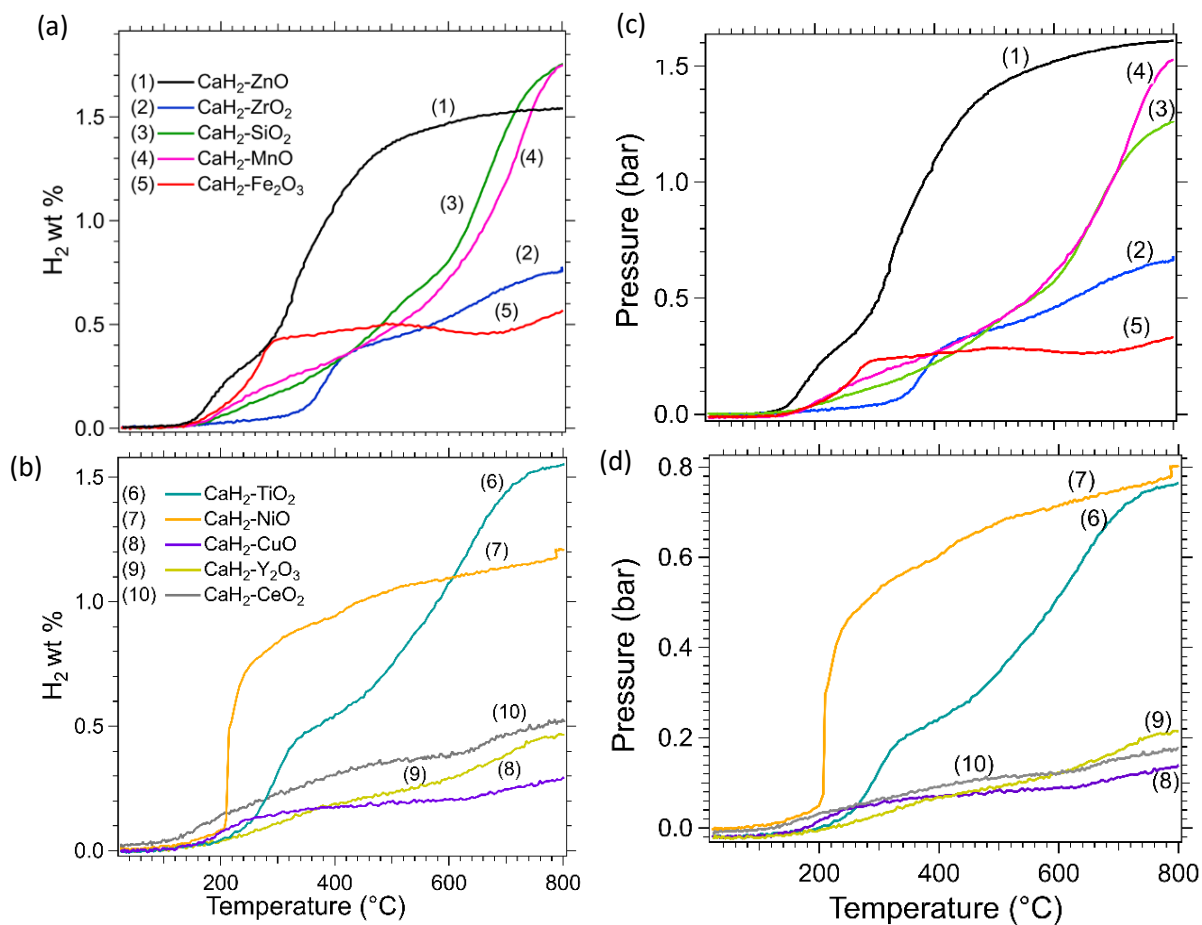 (a)
(1) CaH₂-ZnO
(2) CaH₂-ZrO₂
(3) CaH₂-SiO₂
(4) CaH₂-MnO
(5) CaH₂-Fe₂O₃
(1)
(3)
(4)
(2)
(5)
1.5
1.0
0.5
0.0
H₂ wt %
(c)
(1)
(4)
(3)
(2)
(5)
1.5
1.0
0.5
0.0
Pressure (bar)
(b)
(6) CaH₂-TiO₂
(7) CaH₂-NiO
(8) CaH₂-CuO
(9) CaH₂-Y₂O₃
(10) CaH₂-CeO₂
(6)
(7)
(10)
(9)
(8)
1.5
1.0
0.5
0.0
H₂ wt %
200 400 600 800
Temperature (°C)
(d)
(7)
(6)
(9)
(10)
(8)
0.8
0.6
0.4
0.2
0.0
Pressure (bar)
200 400 600 800
Temperature (°C)